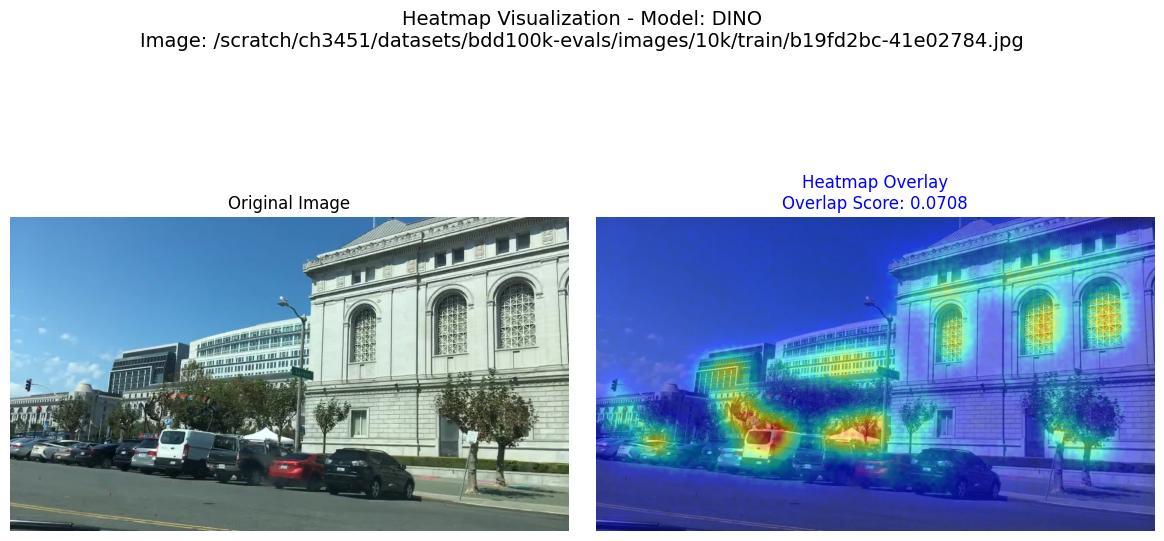 Heatmap Visualization - Model: DINO
Image: /scratch/ch3451/datasets/bdd100k-evals/images/10k/train/b19fd2bc-41e02784.jpg
Original Image
Heatmap Overlay
Overlap Score: 0.0708